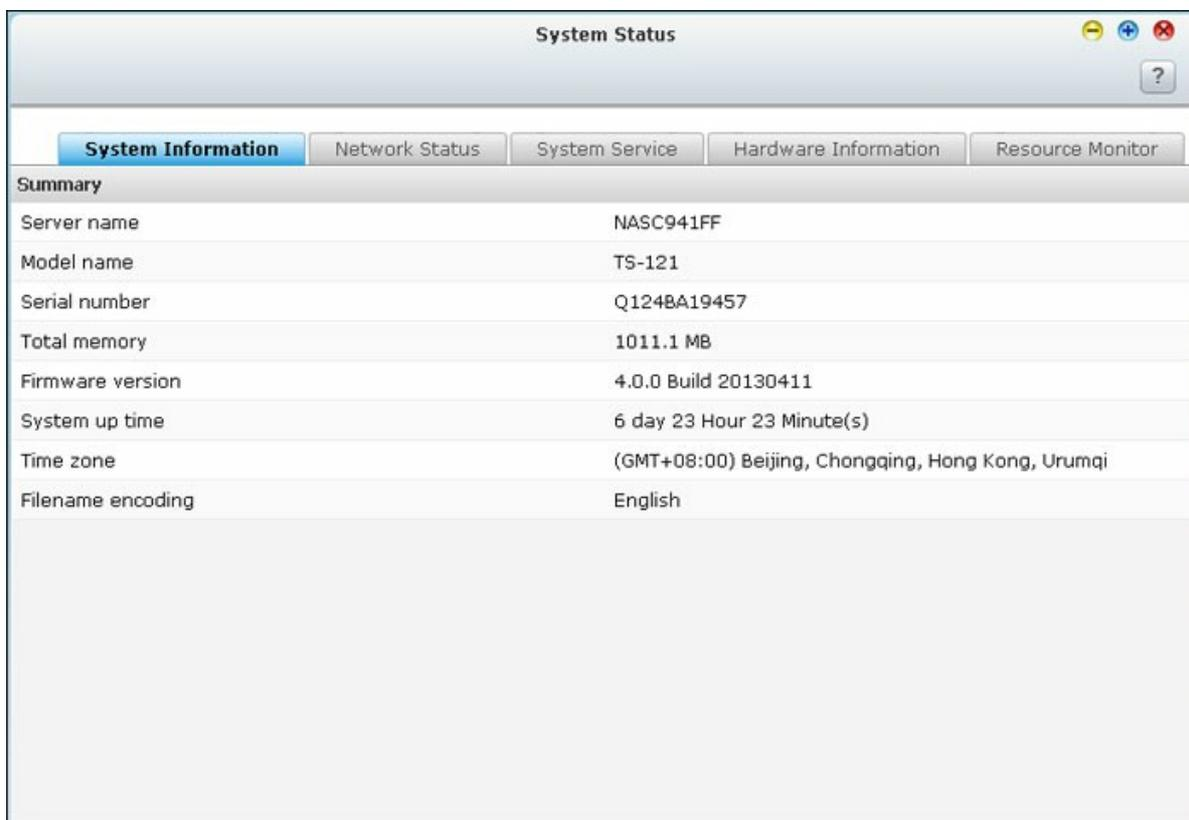 System Status
?
System Information Network Status System Service Hardware Information Resource Monitor
Summary
Server name NASC941FF
Model name TS-121
Serial number Q124BA19457
Total memory 1011.1 MB
Firmware version 4.0.0 Build 20130411
System up time 6 day 23 Hour 23 Minute(s)
Time zone (GMT+08:00) Beijing, Chongqing, Hong Kong, Urumqi
Filename encoding English